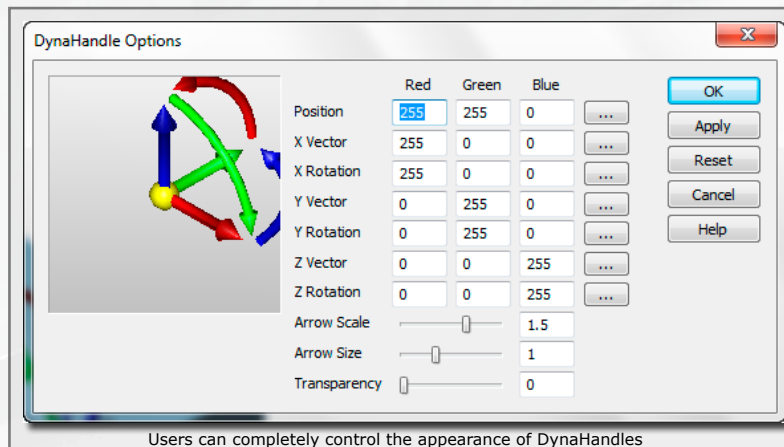 DynaHandle Options
Red Green Blue
Position 255 255 0 ...
X Vector 255 0 0 ...
X Rotation 255 0 0 ...
Y Vector 0 255 0 ...
Y Rotation 0 255 0 ...
Z Vector 0 0 255 ...
Z Rotation 0 0 255 ...
Arrow Scale 1.5
Arrow Size 1
Transparency 0
OK
Apply
Reset
Cancel
Help
Users can completely control the appearance of DynaHandles